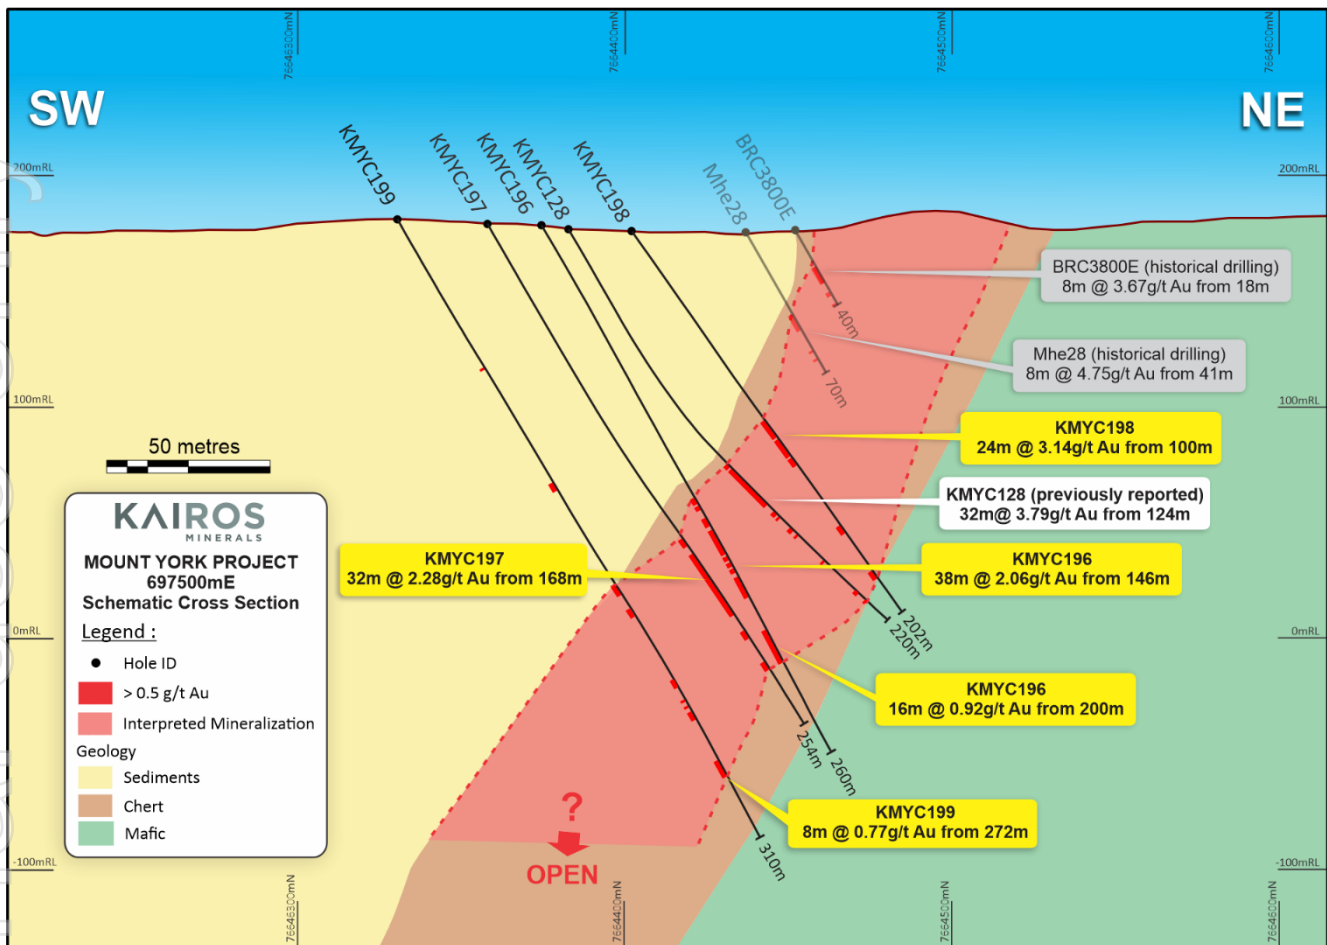 7664300mN
7664400mN
7664500mN
7664600mN
SW
NE
200mRL
200mRL
KMYC199
KMYC197
KMYC196
KMYC128
KMYC198
Mhe28
BRC3800E
BRC3800E (historical drilling)
8m @ 3.67g/t Au from 18m
40m
Mhe28 (historical drilling)
8m @ 4.75g/t Au from 41m
70m
100mRL
100mRL
KMYC198
24m @ 3.14g/t Au from 100m
50 metres
KMYC128 (previously reported)
32m@ 3.79g/t Au from 124m
KAIROS
MINERALS
MOUNT YORK PROJECT
697500mE
Schematic Cross Section
Legend :
Hole ID
> 0.5 g/t Au
Interpreted Mineralization
Geology
Sediments
Chert
Mafic
KMYC197
32m @ 2.28g/t Au from 168m
KMYC196
38m @ 2.06g/t Au from 146m
202m
220m
0mRL
0mRL
KMYC196
16m @ 0.92g/t Au from 200m
254m
260m
KMYC199
8m @ 0.77g/t Au from 272m
310m
?
OPEN
-100mRL
-100mRL
7664300mN
7664400mN
7664500mN
7664600mN